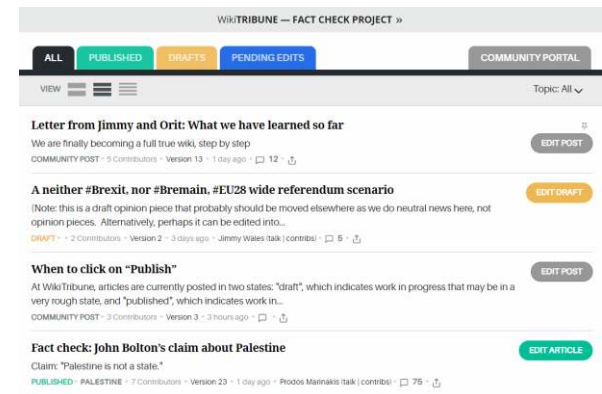 WikiTRIBUNE — FACT CHECK PROJECT »
ALL PUBLISHED DRAFTS PENDING EDITS COMMUNITY PORTAL
VIEW Topic: All
Letter from Jimmy and Orit: What we have learned so far
We are finally becoming a full true wiki, step by step
EDIT POST
COMMUNITY POST • 5 Contributors • Version 13 • 1 day ago • 12 •
A neither #Brexit, nor #Bremain, #EU28 wide referendum scenario
EDIT DRAFT
(Note: this is a draft opinion piece that probably should be moved elsewhere as we do neutral news here, not
opinion pieces. Alternatively, perhaps it can be edited into...
DRAFT • • 2 Contributors • Version 2 • 3 days ago • Jimmy Wales (talk | contribs) • 5 •
When to click on “Publish”
EDIT POST
At WikiTribune, articles are currently posted in two states: "draft", which indicates work in progress that may be in a
very rough state, and "published", which indicates work in...
COMMUNITY POST • 3 Contributors • Version 3 • 3 hours ago • •
Fact check: John Bolton’s claim about Palestine
EDIT ARTICLE
Claim: "Palestine is not a state."
PUBLISHED • PALESTINE • 7 Contributors • Version 23 • 1 day ago • Prodos Marinakis (talk | contribs) • 75 •